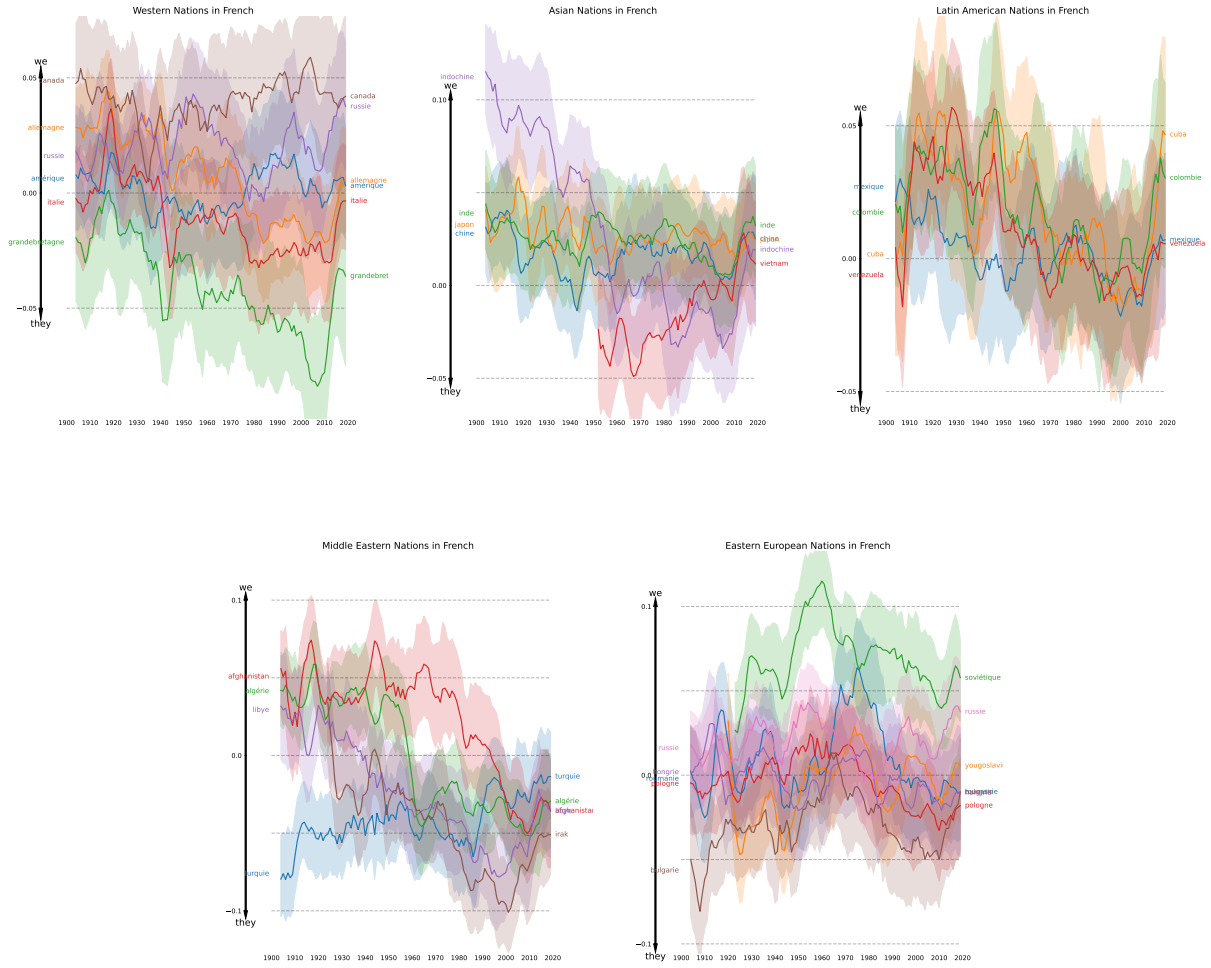 Western Nations in French
we
0.05
0.00
−0.05
they
canada
allemagne
russie
amérique
italie
grandebretagne
canada
russie
allemagne
amérique
italie
grandebret
1900 1910 1920 1930 1940 1950 1960 1970 1980 1990 2000 2010 2020
Asian Nations in French
indochine
we
0.10
0.00
−0.05
they
inde
japon
chine
inde
chine
indochine
vietnam
1900 1910 1920 1930 1940 1950 1960 1970 1980 1990 2000 2010 2020
Latin American Nations in French
we
0.05
0.00
−0.05
they
mexique
colombie
cuba
venezuela
cuba
colombie
mexique
venezuela
1900 1910 1920 1930 1940 1950 1960 1970 1980 1990 2000 2010 2020
Middle Eastern Nations in French
we
0.1
0.0
−0.1
they
afghanistan
algérie
libye
turquie
turquie
algérie
afghanistan
irak
1900 1910 1920 1930 1940 1950 1960 1970 1980 1990 2000 2010 2020
Eastern European Nations in French
we
0.1
0.0
−0.1
they
russie
hongrie
roumanie
pologne
bulgarie
soviétique
russie
yougoslavi
pologne
1900 1910 1920 1930 1940 1950 1960 1970 1980 1990 2000 2010 2020